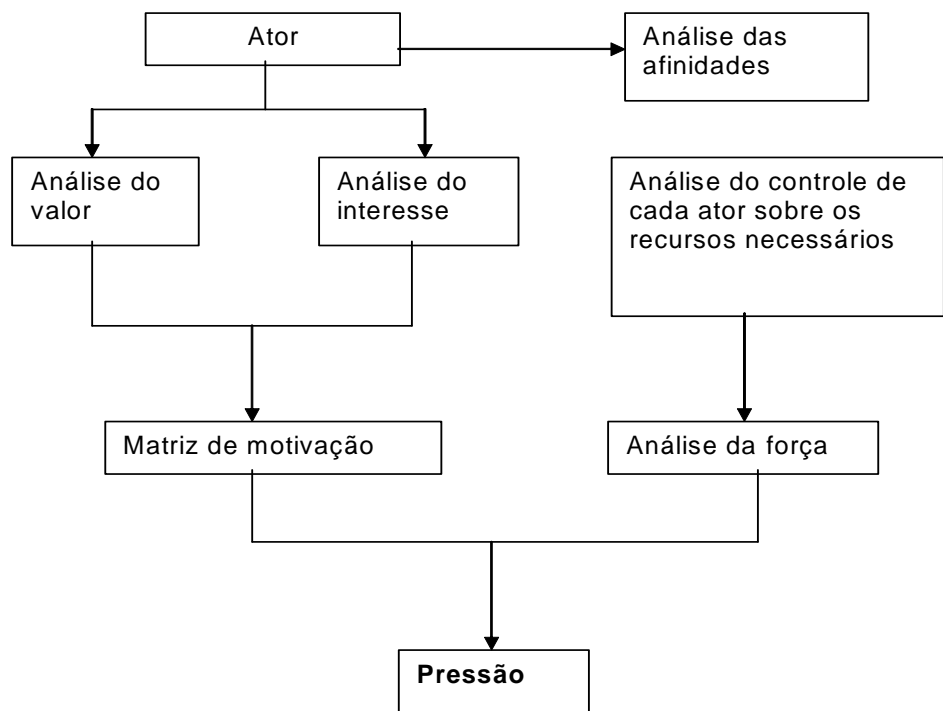 Ator
Análise das
afinidades
Análise do
valor
Análise do
interesse
Análise do controle de
cada ator sobre os
recursos necessários
Matriz de motivação
Análise da força
Pressão